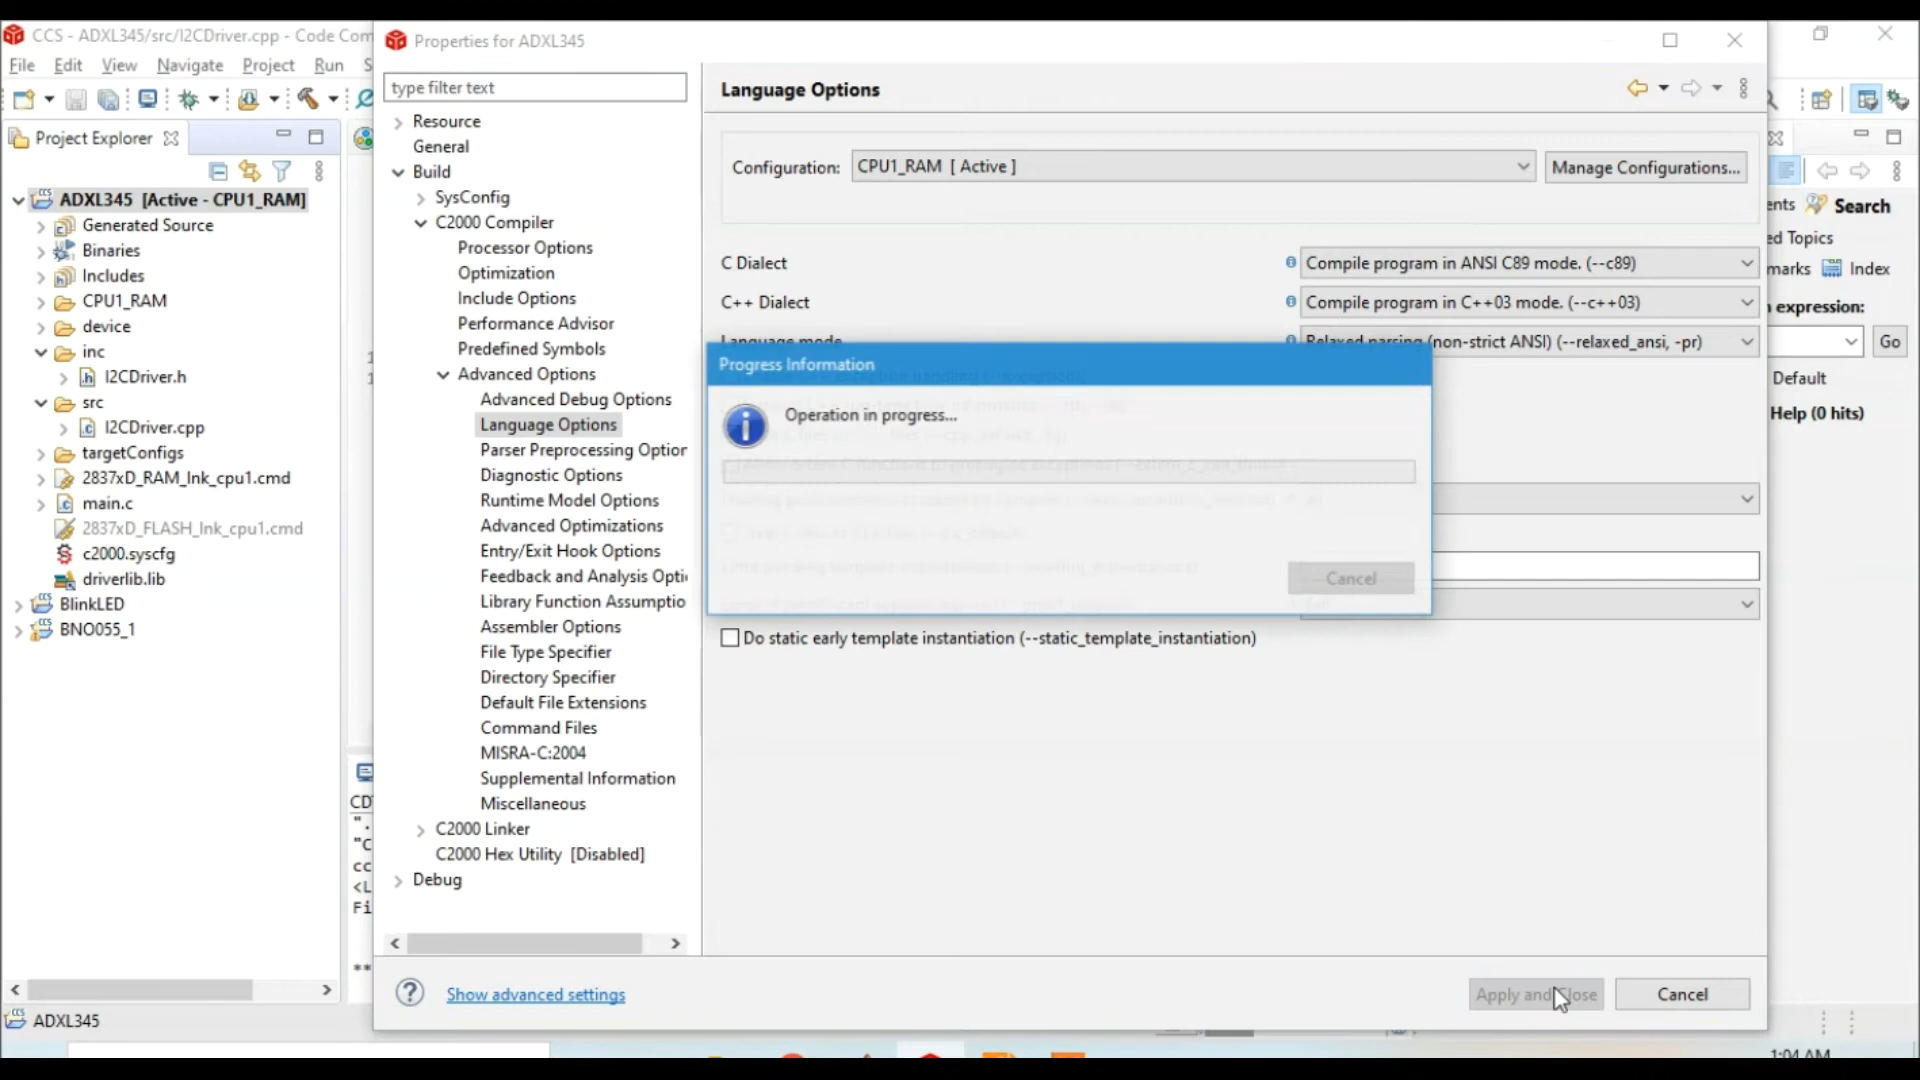 CCS - ADXL345/src/I2CDriver.cpp - Code Com
File Edit View Navigate Project Run S
Project Explorer
ADXL345 [Active - CPU1_RAM]
Generated Source
Binaries
Includes
CPU1_RAM
device
inc
I2CDriver.h
src
I2CDriver.cpp
targetConfigs
2837xD_RAM_lnk_cpu1.cmd
main.c
2837xD_FLASH_lnk_cpu1.cmd
c2000.syscfg
driverlib.lib
BlinkLED
BNO055_1
ADXL345
Properties for ADXL345
type filter text
Resource
General
Build
SysConfig
C2000 Compiler
Processor Options
Optimization
Include Options
Performance Advisor
Predefined Symbols
Advanced Options
Advanced Debug Options
Language Options
Parser Preprocessing Option
Diagnostic Options
Runtime Model Options
Advanced Optimizations
Entry/Exit Hook Options
Feedback and Analysis Opti
Library Function Assumptio
Assembler Options
File Type Specifier
Directory Specifier
Default File Extensions
Command Files
MISRA-C:2004
Supplemental Information
Miscellaneous
C2000 Linker
C2000 Hex Utility [Disabled]
Debug
Show advanced settings
Language Options
Configuration: CPU1_RAM [ Active ] Manage Configurations...
C Dialect Compile program in ANSI C89 mode. (--c89)
C++ Dialect Compile program in C++03 mode. (--c++03)
Language mode Relaxed parsing (non-strict ANSI) (--relaxed_ansi, -pr)
Progress Information
Operation in progress...
Cancel
Do static early template instantiation (--static_template_instantiation)
Apply and Close Cancel
CD
".
"C
cc
<L
Fi
**
ents Search
ed Topics
marks Index
expression:
Go
Default
Help (0 hits)
1:04 AM